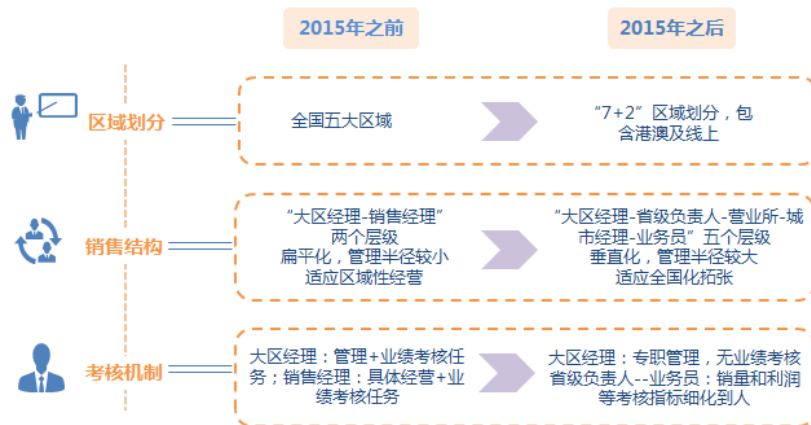 2015年之前
2015年之后
区域划分
全国五大区域
“7+2”区域划分，包
含港澳及线上
销售结构
“大区经理-销售经理”
两个层级
扁平化，管理半径较小
适应区域性经营
“大区经理-省级负责人-营业所-城
市经理-业务员”五个层级
垂直化，管理半径较大
适应全国化拓张
考核机制
大区经理：管理+业绩考核任
务；销售经理：具体经营+业
绩考核任务
大区经理：专职管理，无业绩考核
省级负责人--业务员：销量和利润
等考核指标细化到人